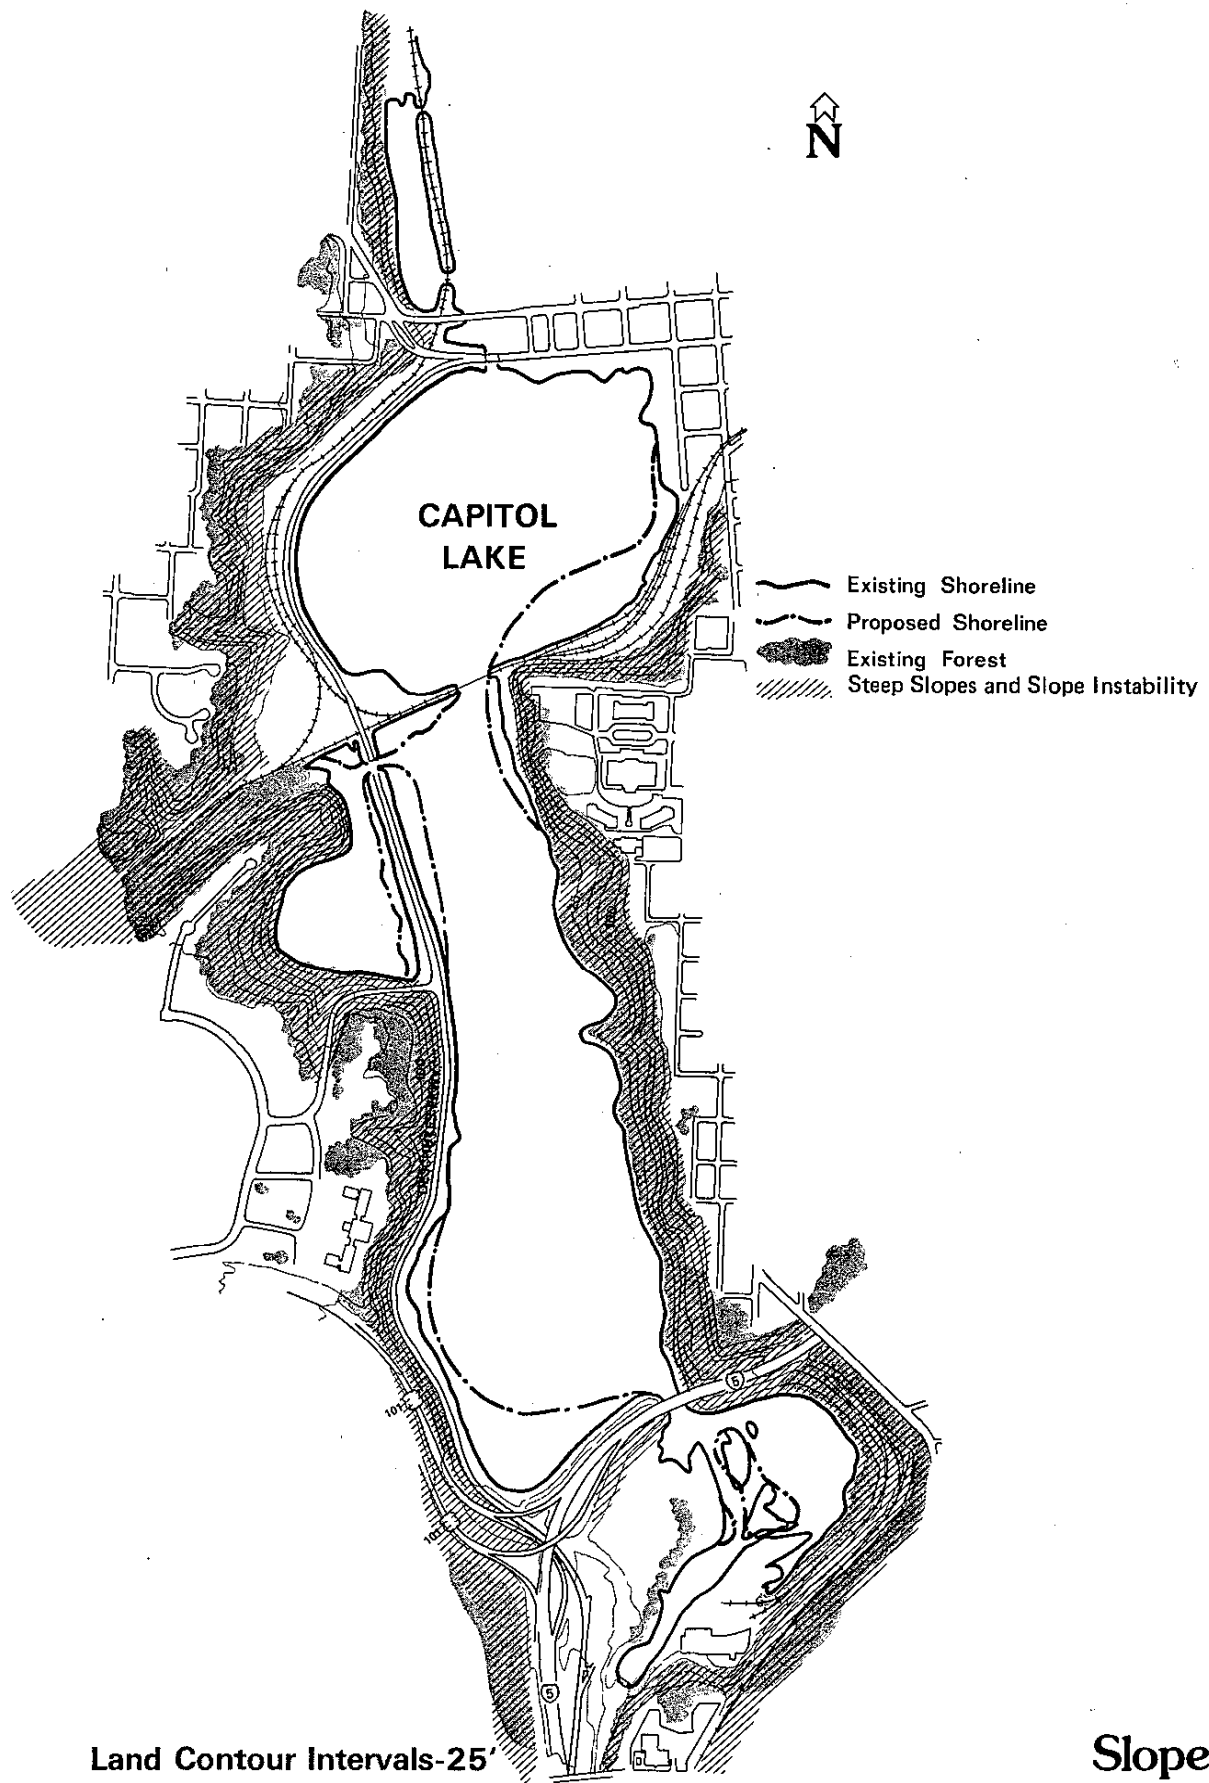 N
CAPITOL
LAKE
Existing Shoreline
Proposed Shoreline
Existing Forest
Steep Slopes and Slope Instability
5
101
101
5
Land Contour Intervals-25′
Slope